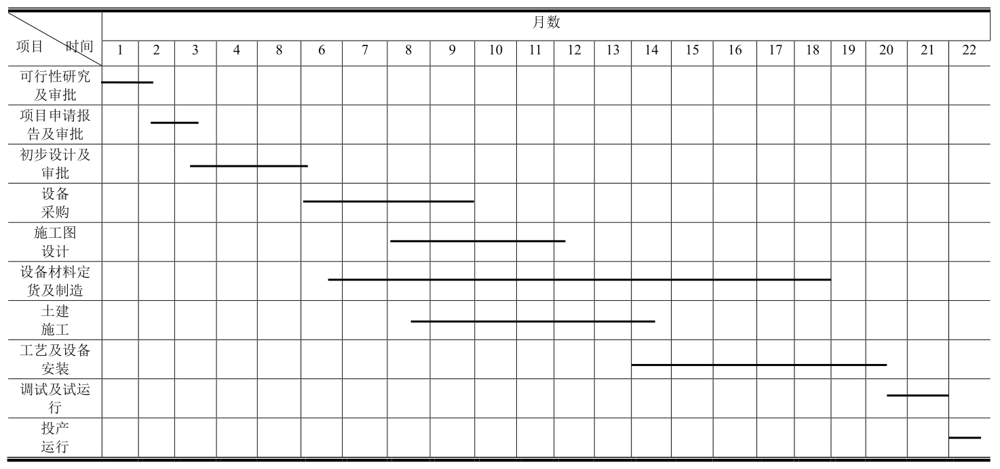 月数
项目 时间
1 2 3 4 8 6 7 8 9 10 11 12 13 14 15 16 17 18 19 20 21 22
可行性研究
及审批
项目申请报
告及审批
初步设计及
审批
设备
采购
施工图
设计
设备材料定
货及制造
土建
施工
工艺及设备
安装
调试及试运
行
投产
运行